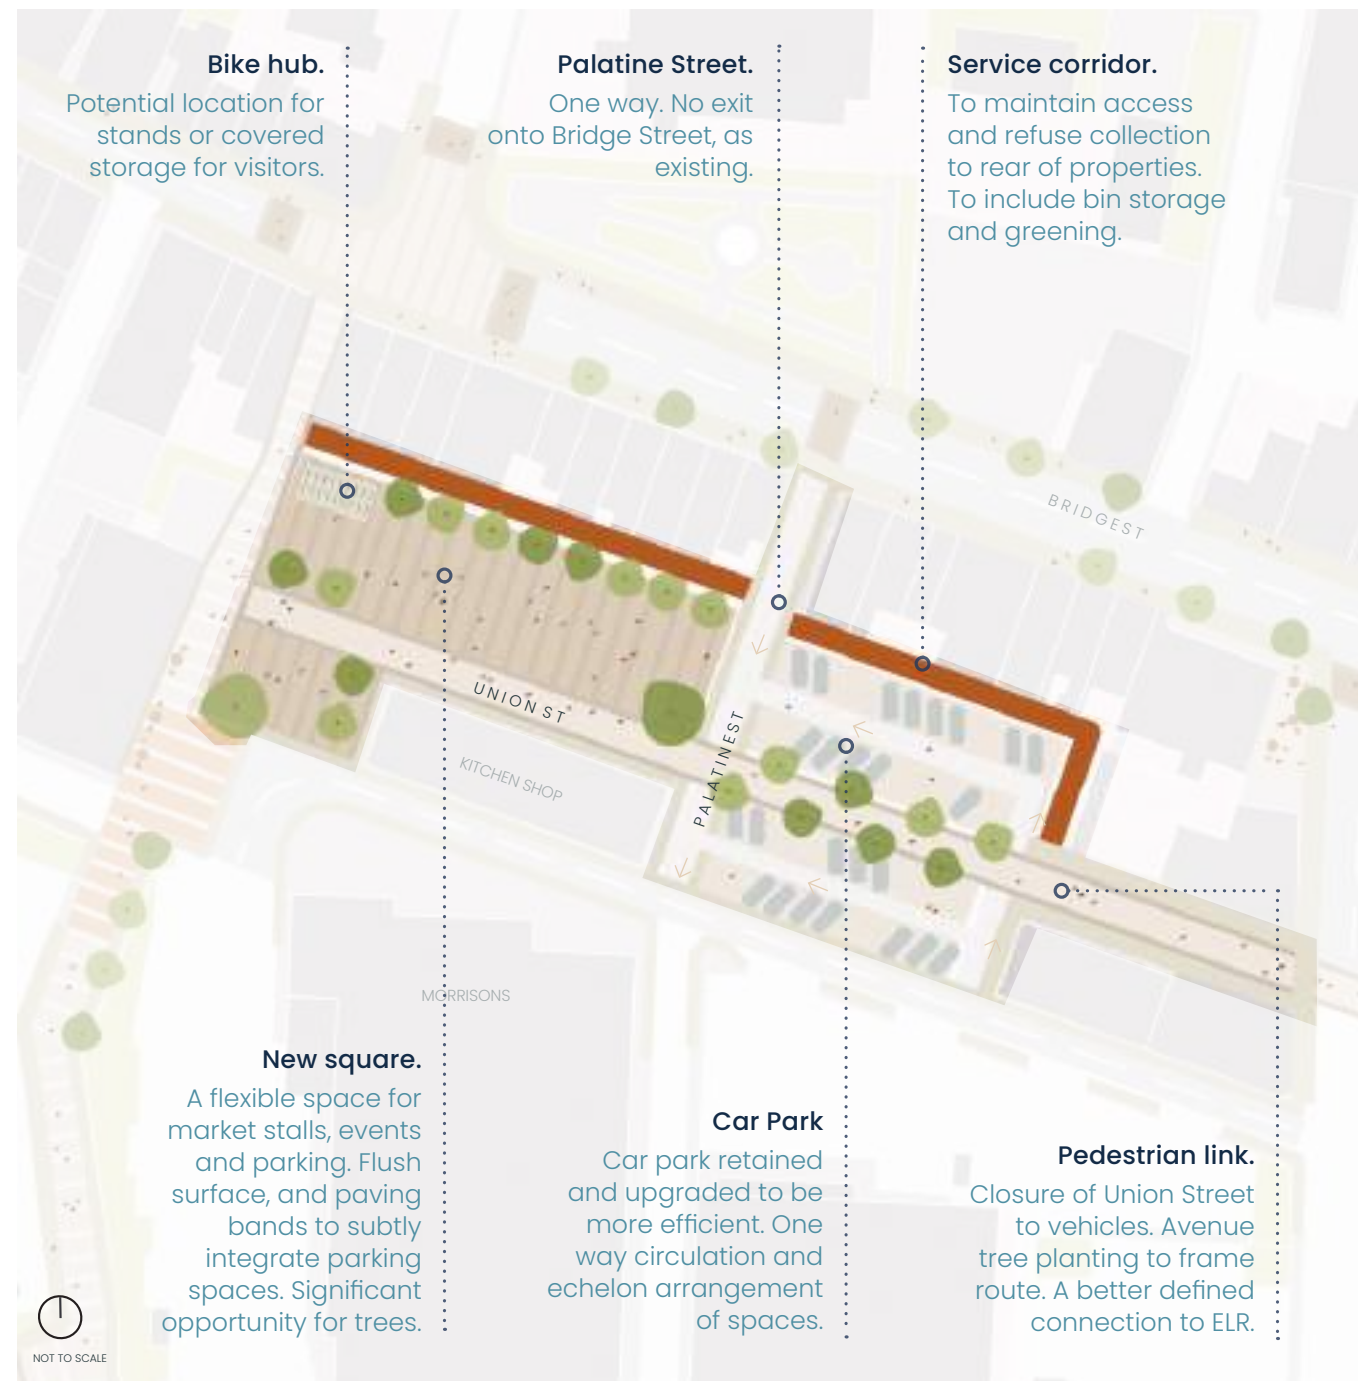 Bike hub.
Potential location for
stands or covered
storage for visitors.
Palatine Street.
One way. No exit
onto Bridge Street, as
existing.
Service corridor.
To maintain access
and refuse collection
to rear of properties.
To include bin storage
and greening.
BRIDGE ST
UNION ST
PALATINE ST
KITCHEN SHOP
MORRISONS
New square.
A flexible space for
market stalls, events
and parking. Flush
surface, and paving
bands to subtly
integrate parking
spaces. Significant
opportunity for trees.
Car Park
Car park retained
and upgraded to be
more efficient. One
way circulation and
echelon arrangement
of spaces.
Pedestrian link.
Closure of Union Street
to vehicles. Avenue
tree planting to frame
route. A better defined
connection to ELR.
NOT TO SCALE